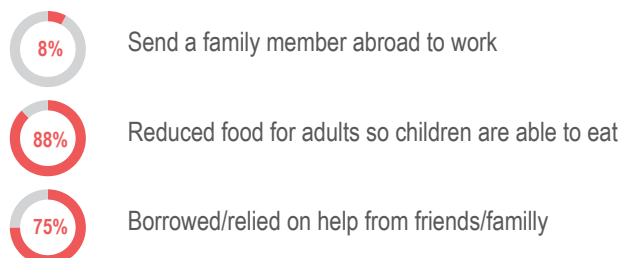 8% Send a family member abroad to work
88% Reduced food for adults so children are able to eat
75% Borrowed/relied on help from friends/familly